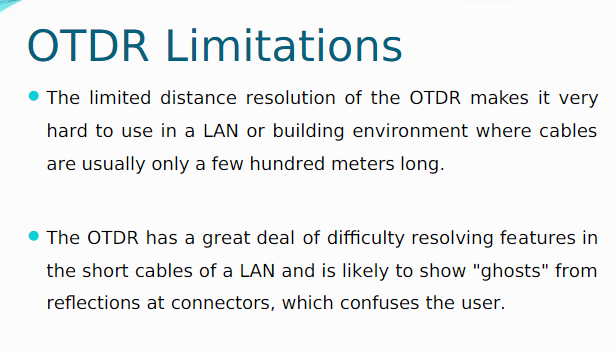 OTDR Limitations
The limited distance resolution of the OTDR makes it very
hard to use in a LAN or building environment where cables
are usually only a few hundred meters long.
The OTDR has a great deal of difficulty resolving features in
the short cables of a LAN and is likely to show "ghosts" from
reflections at connectors, which confuses the user.